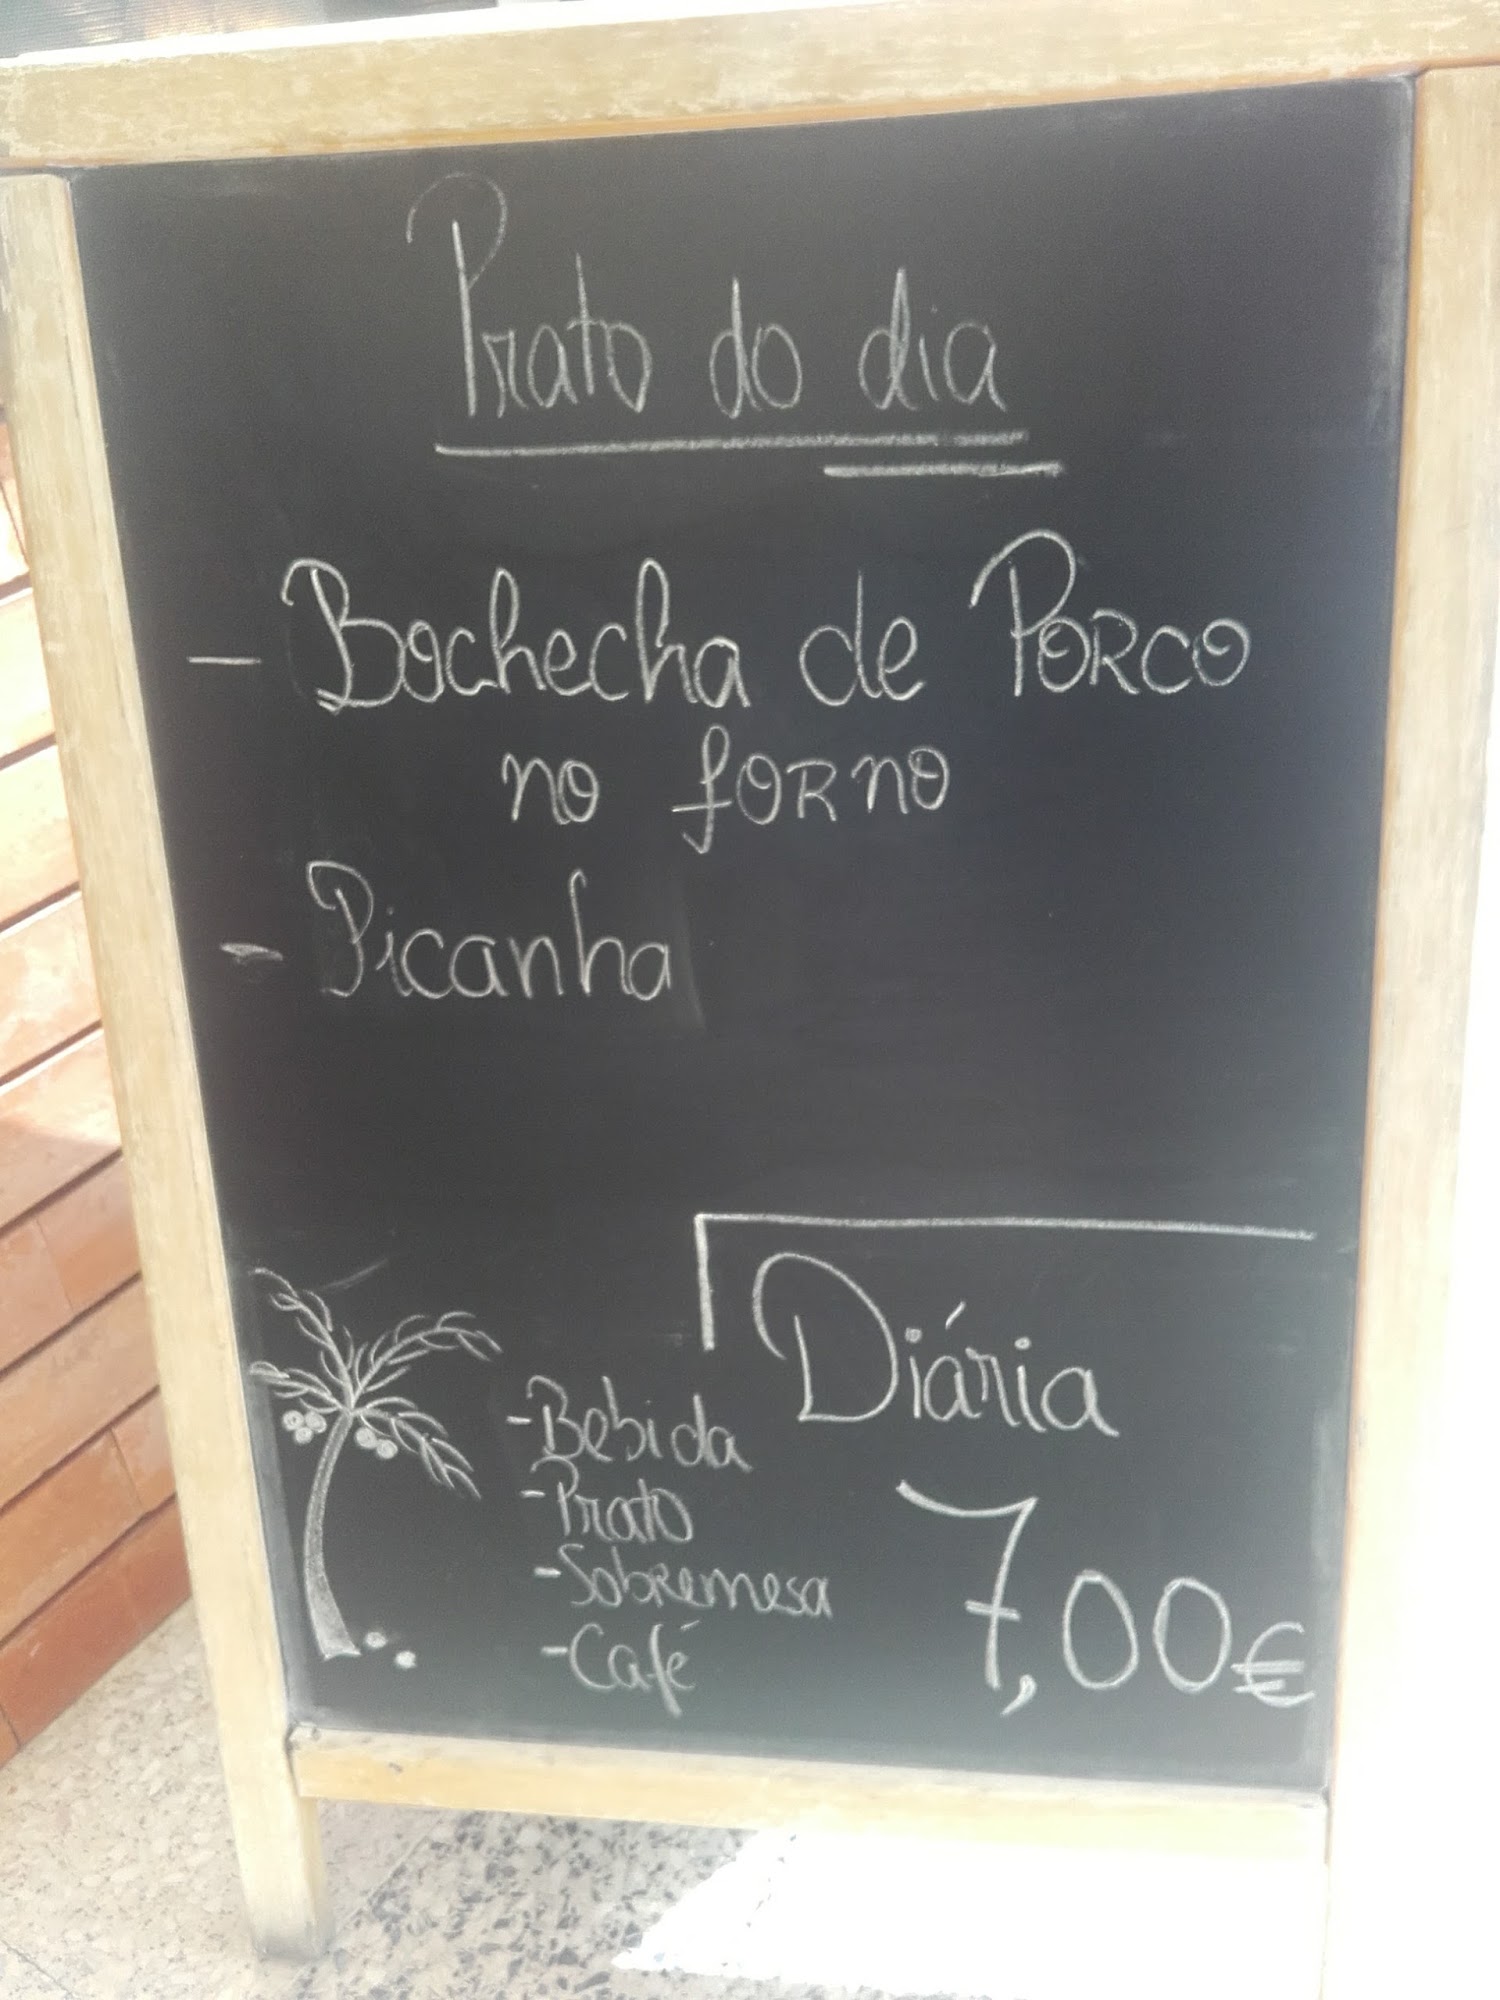 Prato do dia
- Bochecha de Porco
no forno
- Picanha
Diária
- Bebida
- Prato
- Sobremesa
- Café
7,00€